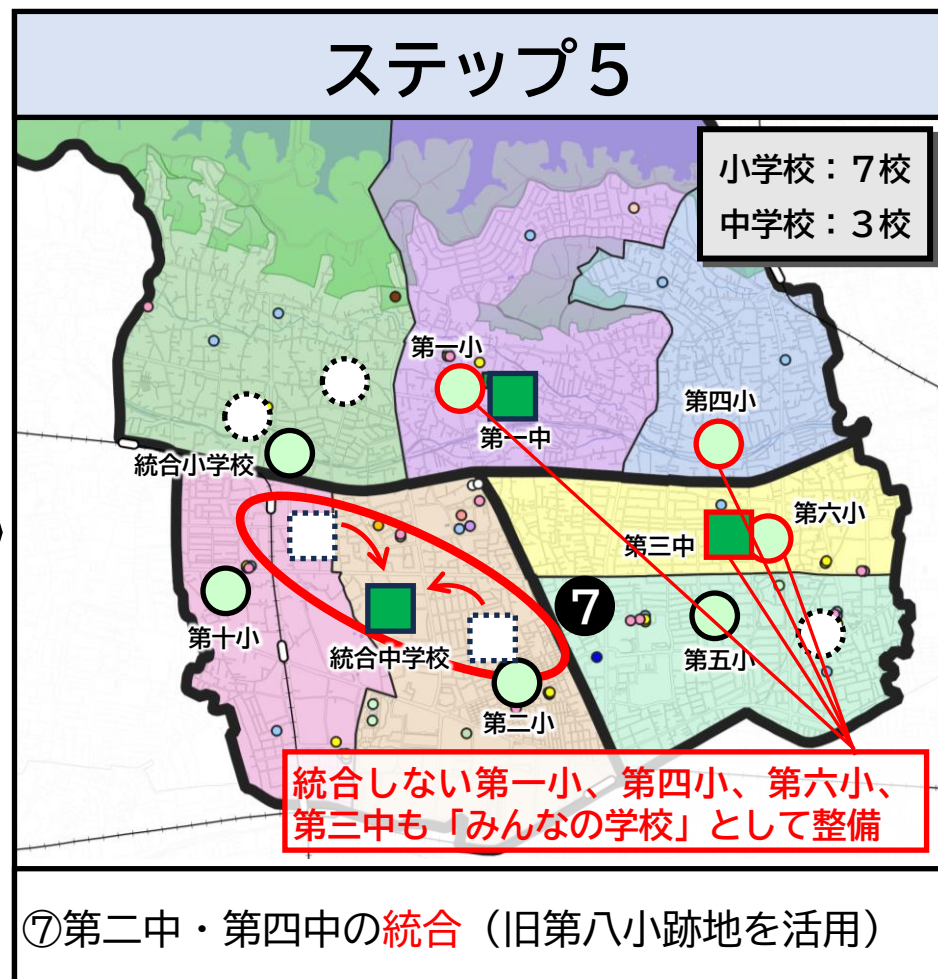 ステップ５
小学校：７校
中学校：３校
第一小
第一中
第四小
統合小学校
第六小
第三中
7
第十小
統合中学校
第五小
第二小
統合しない第一小、第四小、第六小、
第三中も「みんなの学校」として整備
⑦第二中・第四中の統合（旧第八小跡地を活用）